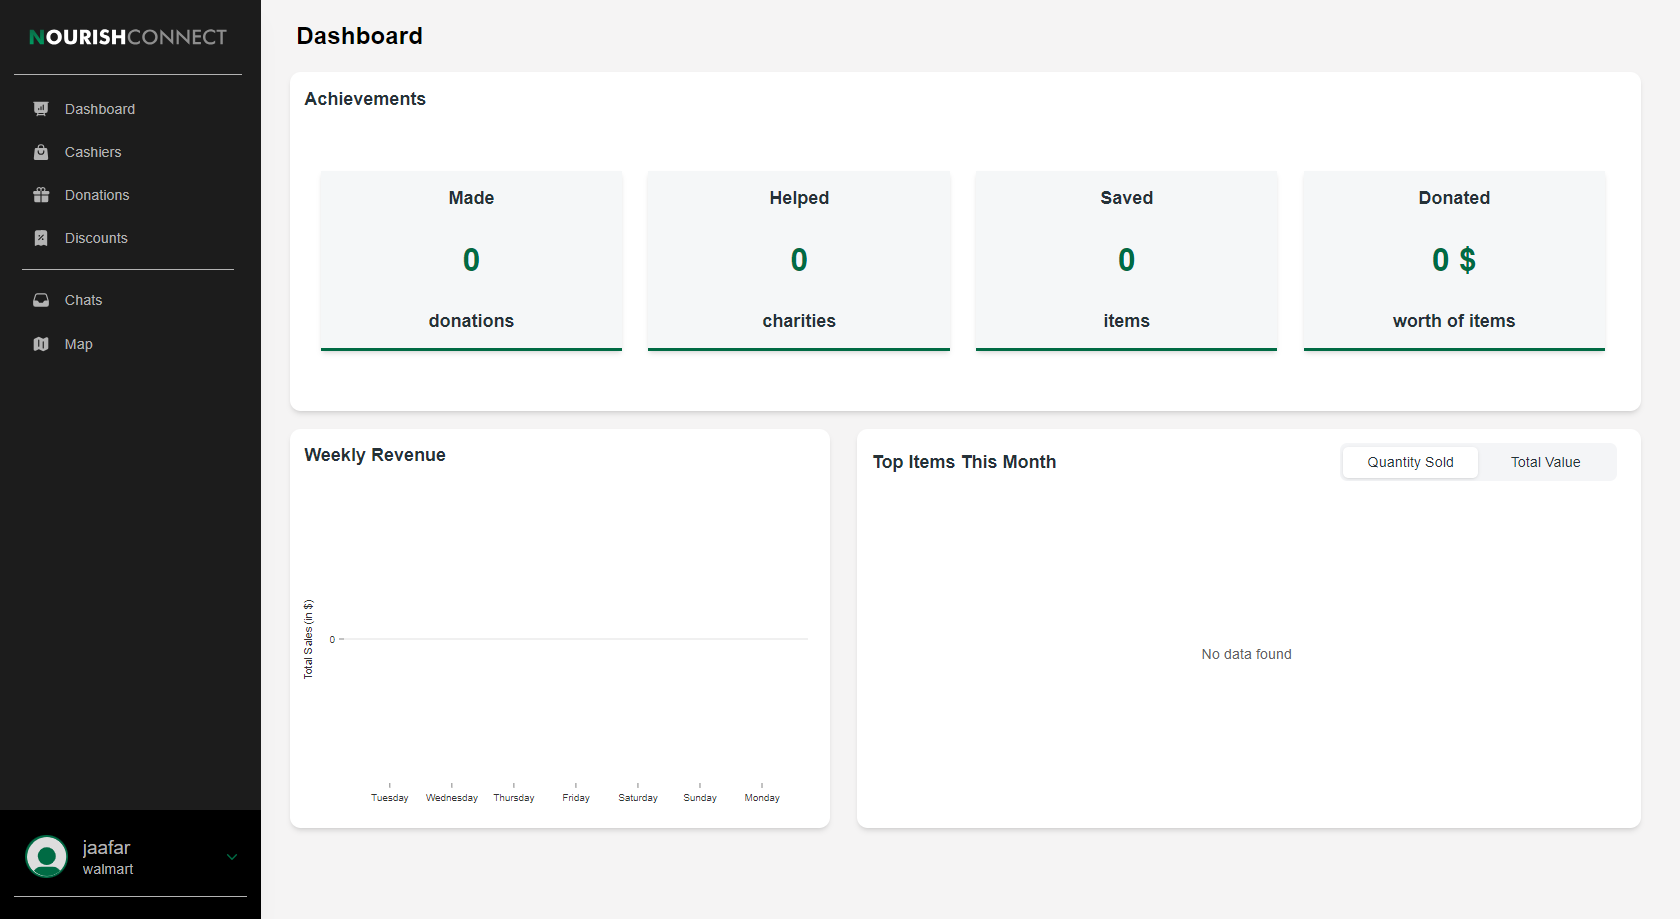 NOURISHCONNECT
Dashboard
Cashiers
Donations
Discounts
Chats
Map
jaafar
walmart
Dashboard
Achievements
Made
0
donations
Helped
0
charities
Saved
0
items
Donated
0 $
worth of items
Weekly Revenue
Total Sales (in $)
0
Tuesday Wednesday Thursday Friday Saturday Sunday Monday
Top Items This Month
Quantity Sold Total Value
No data found